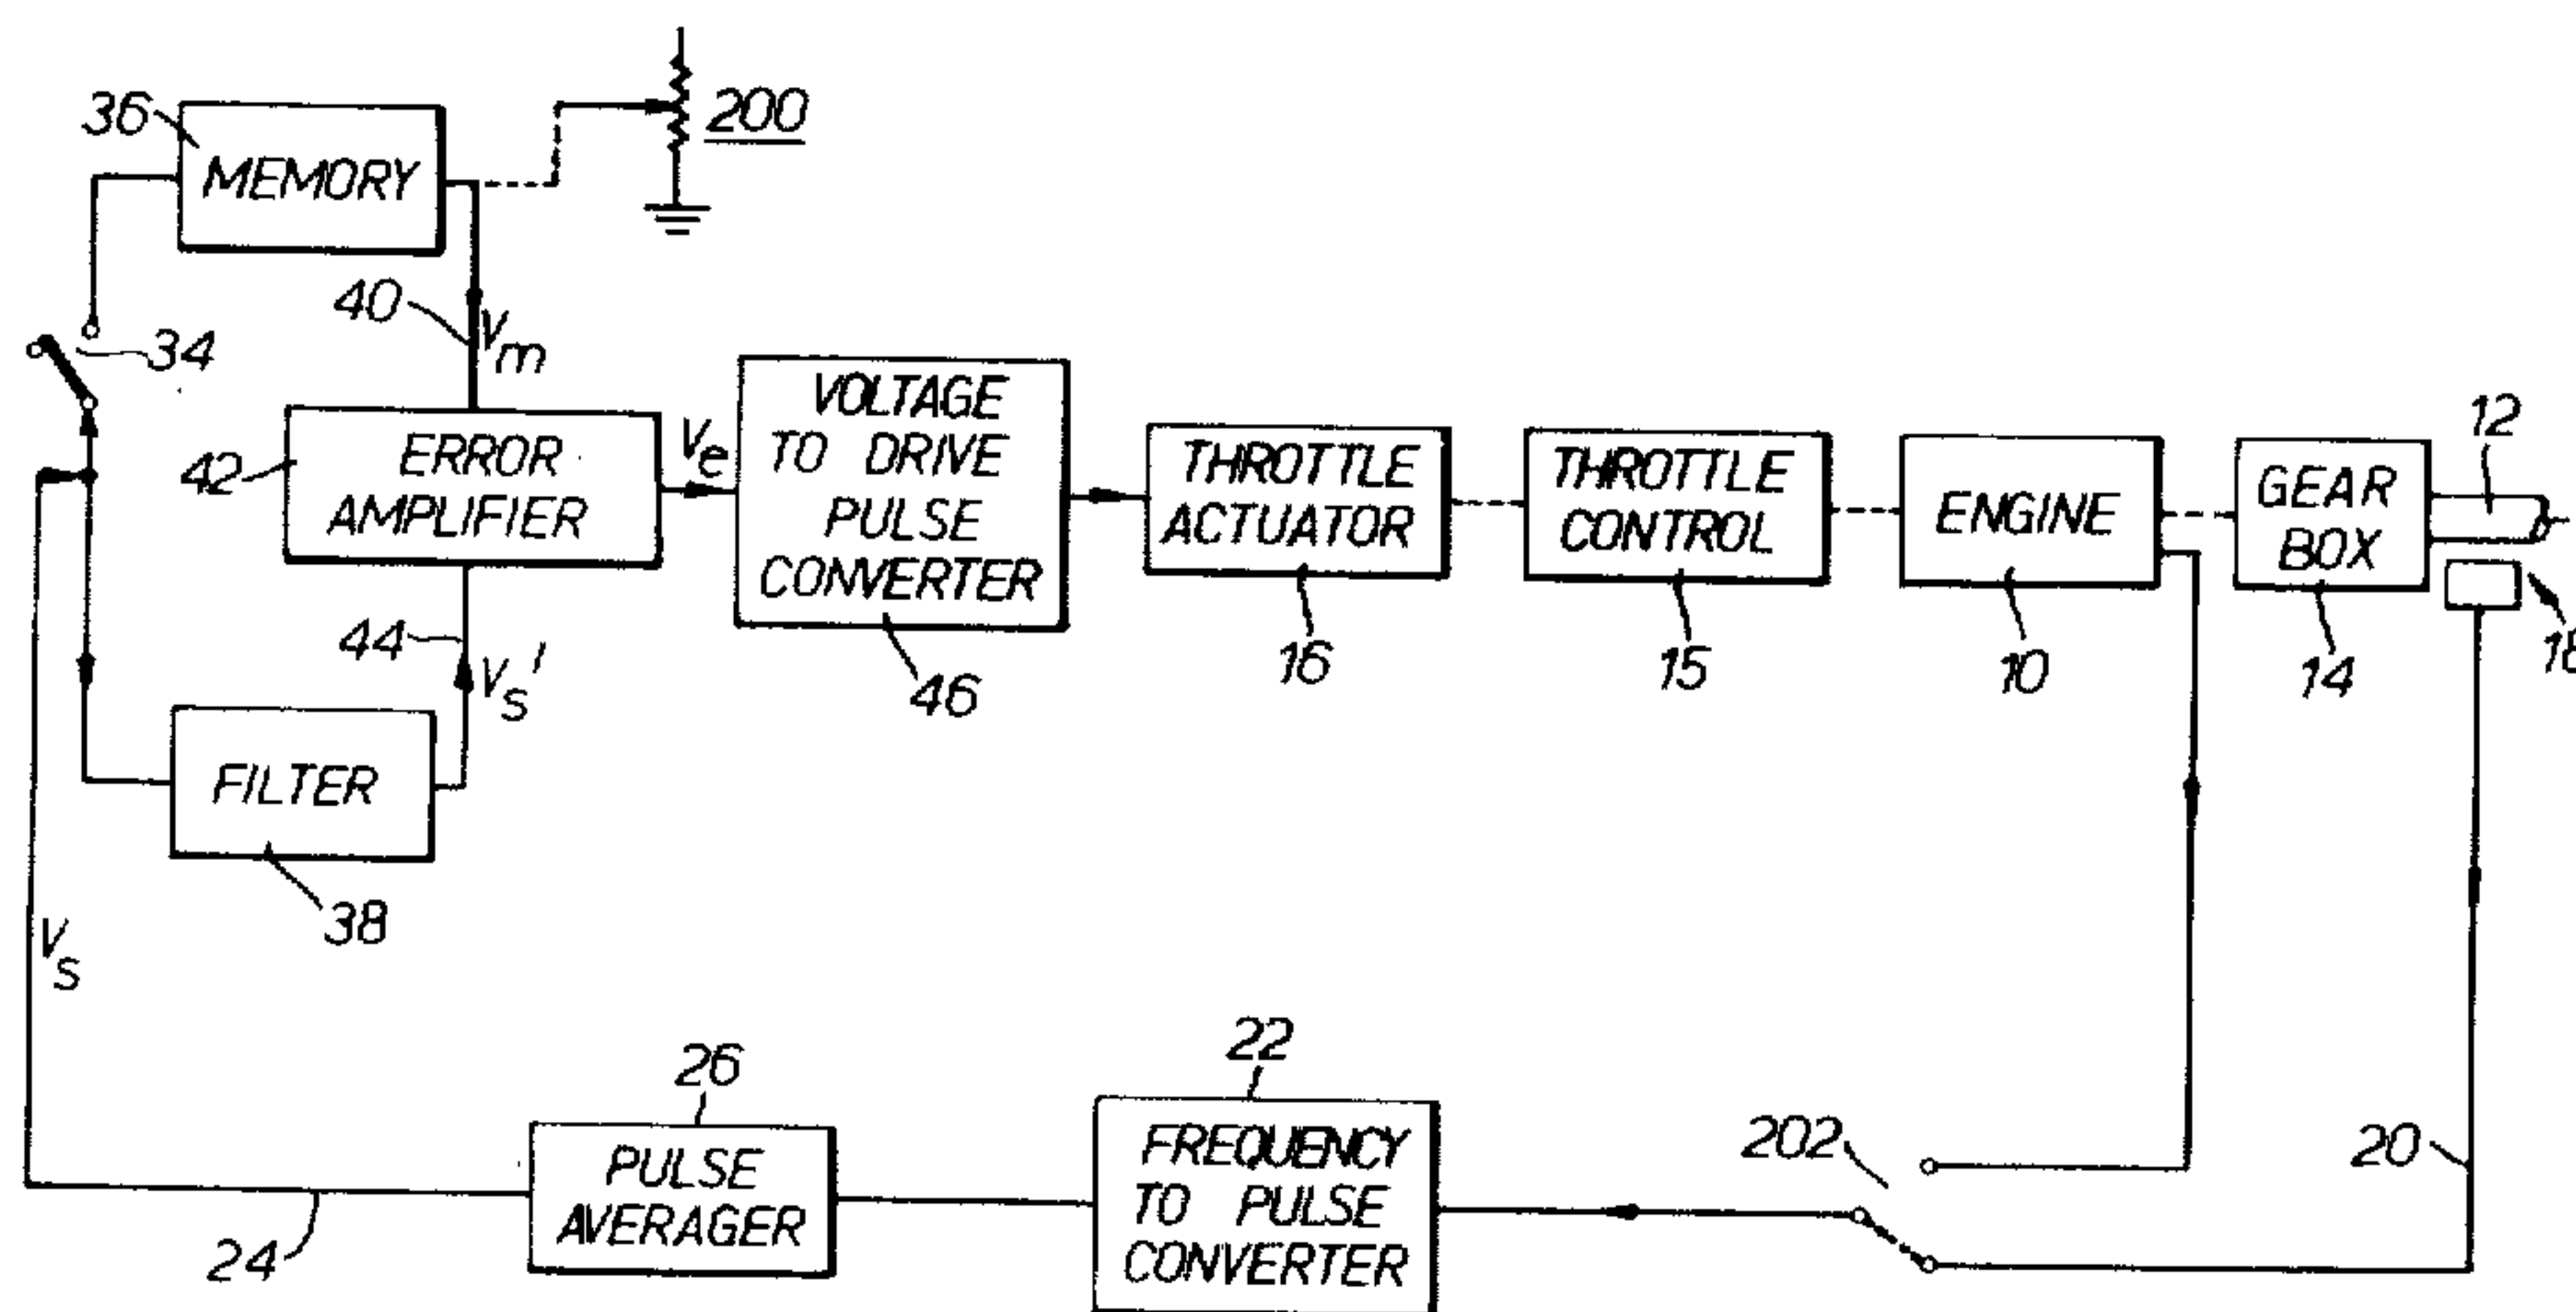 36
MEMORY
200
40
Vm
34
42
ERROR
AMPLIFIER
Ve
VOLTAGE
TO DRIVE
PULSE
CONVERTER
46
THROTTLE
ACTUATOR
16
THROTTLE
CONTROL
15
ENGINE
10
GEAR
BOX
14
12
18
44
Vs'
FILTER
38
Vs
24
26
PULSE
AVERAGER
22
FREQUENCY
TO PULSE
CONVERTER
202
20